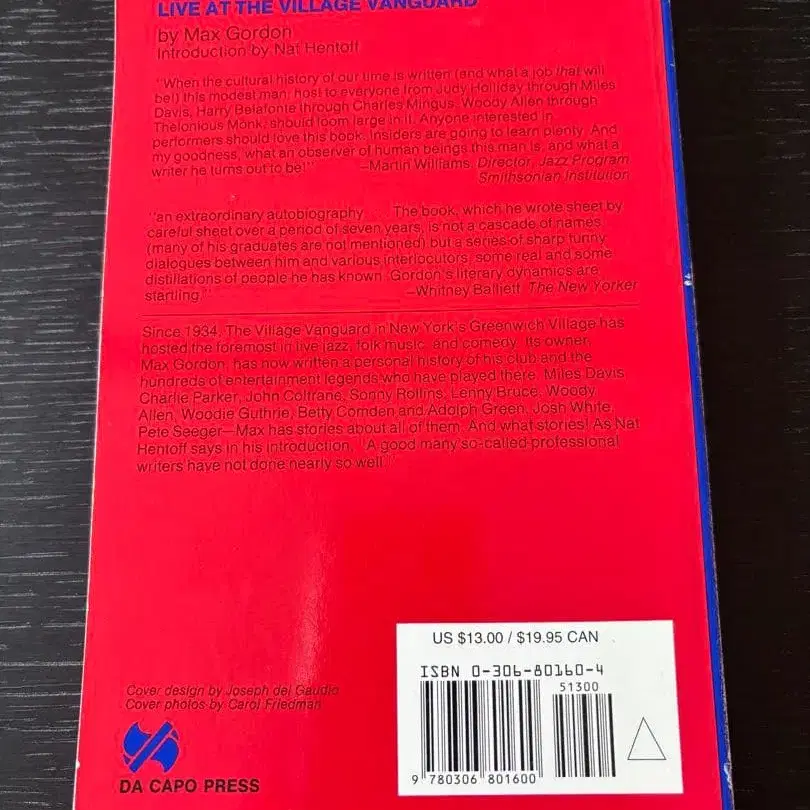 LIVE AT THE VILLAGE VANGUARD
by Max Gordon
Introduction by Nat Hentoff
"When the cultural history of our time is written (and what a job that will
be!) this modest man, host to everyone from Judy Holliday through Miles
Davis, Harry Belafonte through Charles Mingus, Woody Allen through
Thelonious Monk, should loom large in it. Anyone interested in
performers should love this book. Insiders are going to learn plenty. And
my goodness, what an observer of human beings this man is, and what a
writer he turns out to be!" —Martin Williams, Director, Jazz Program
Smithsonian Institution
"an extraordinary autobiography The book, which he wrote sheet by
careful sheet over a period of seven years, is not a cascade of names
(many of his graduates are not mentioned) but a series of sharp funny
dialogues between him and various interlocutors, some real and some
distillations of people he has known. Gordon's literary dynamics are
startling." —Whitney Balliett, The New Yorker
Since 1934, The Village Vanguard in New York's Greenwich Village has
hosted the foremost in live jazz, folk music, and comedy. Its owner,
Max Gordon, has now written a personal history of his club and the
hundreds of entertainment legends who have played there. Miles Davis,
Charlie Parker, John Coltrane, Sonny Rollins, Lenny Bruce, Woody
Allen, Woodie Guthrie, Betty Comden and Adolph Green, Josh White,
Pete Seeger—Max has stories about all of them. And what stories! As Nat
Hentoff says in his introduction, "A good many so-called-professional
writers have not done nearly so well."
US $13.00 / $19.95 CAN
ISBN 0-306-80160-4
51300
9 780306 801600
Cover design by Joseph del Gaudio
Cover photos by Carol Friedman
DA CAPO PRESS